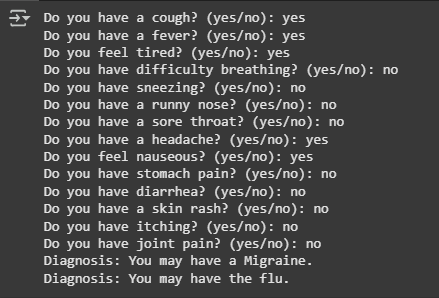 Do you have a cough? (yes/no): yes
Do you have a fever? (yes/no): yes
Do you feel tired? (yes/no): yes
Do you have difficulty breathing? (yes/no): no
Do you have sneezing? (yes/no): no
Do you have a runny nose? (yes/no): no
Do you have a sore throat? (yes/no): no
Do you have a headache? (yes/no): yes
Do you feel nauseous? (yes/no): yes
Do you have stomach pain? (yes/no): no
Do you have diarrhea? (yes/no): no
Do you have a skin rash? (yes/no): no
Do you have itching? (yes/no): no
Do you have joint pain? (yes/no): no
Diagnosis: You may have a Migraine.
Diagnosis: You may have the flu.